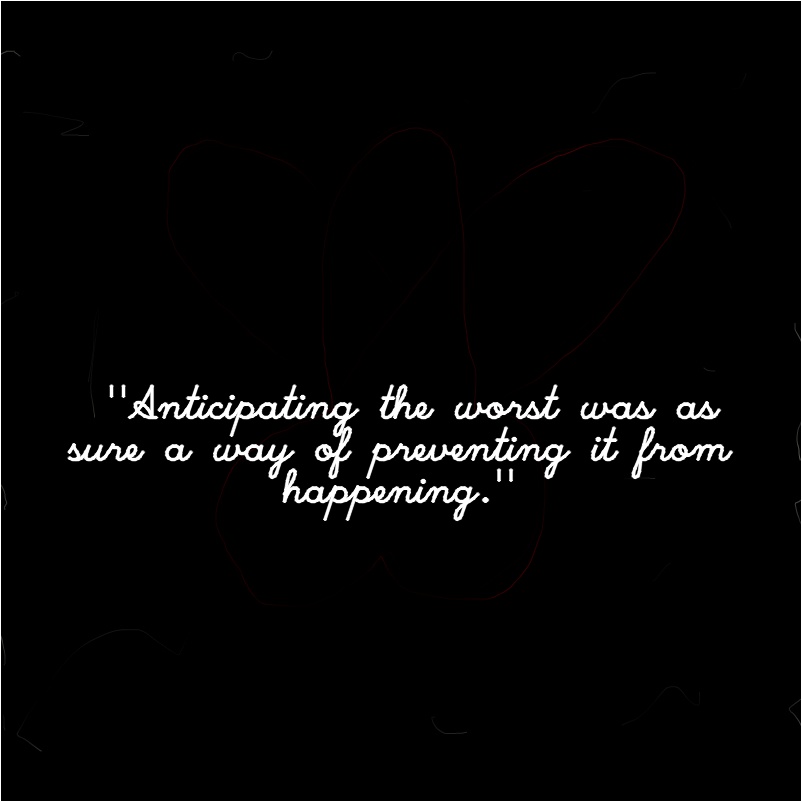 "Anticipating the worst was as
sure a way of preventing it from
happening."